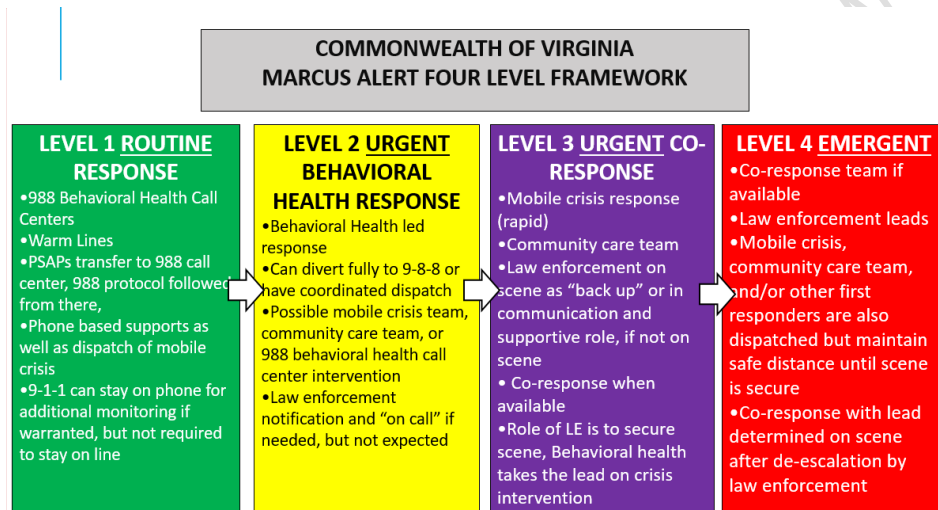 COMMONWEALTH OF VIRGINIA
MARCUS ALERT FOUR LEVEL FRAMEWORK
LEVEL 1 ROUTINE
RESPONSE
•988 Behavioral Health Call
Centers
•Warm Lines
•PSAPs transfer to 988 call
center, 988 protocol followed
from there,
•Phone based supports as
well as dispatch of mobile
crisis
•9-1-1 can stay on phone for
additional monitoring if
warranted, but not required
to stay on line
LEVEL 2 URGENT
BEHAVIORAL
HEALTH RESPONSE
•Behavioral Health led
response
•Can divert fully to 9-8-8 or
have coordinated dispatch
•Possible mobile crisis team,
community care team, or
988 behavioral health call
center intervention
•Law enforcement
notification and “on call” if
needed, but not expected
LEVEL 3 URGENT CO-
RESPONSE
•Mobile crisis response
(rapid)
•Community care team
•Law enforcement on
scene as “back up” or in
communication and
supportive role, if not on
scene
• Co-response when
available
•Role of LE is to secure
scene, Behavioral health
takes the lead on crisis
intervention
LEVEL 4 EMERGENT
•Co-response team if
available
•Law enforcement leads
•Mobile crisis,
community care team,
and/or other first
responders are also
dispatched but maintain
safe distance until scene
is secure
•Co-response with lead
determined on scene
after de-escalation by
law enforcement